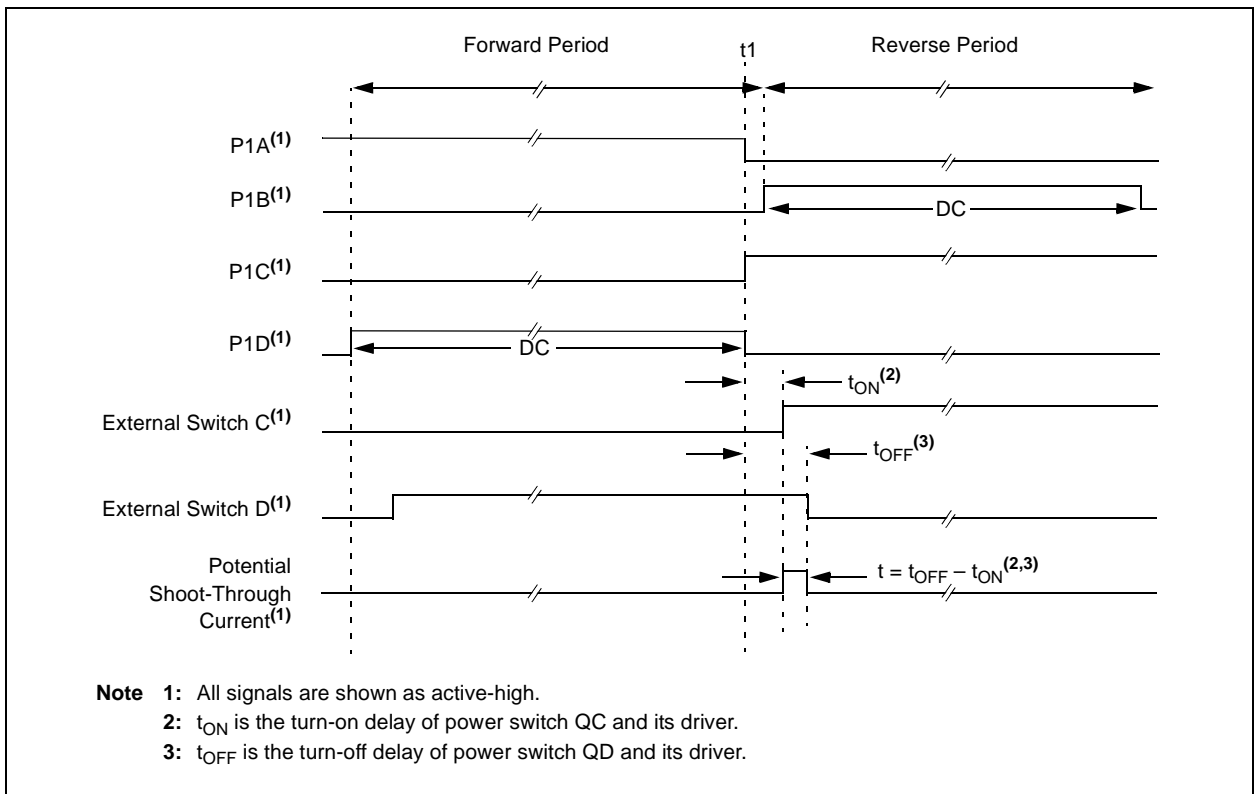 Forward Period
t1
Reverse Period
P1A(1)
P1B(1)
DC
P1C(1)
P1D(1)
DC
tON(2)
External Switch C(1)
tOFF(3)
External Switch D(1)
Potential
Shoot-Through
Current(1)
t = tOFF – tON(2,3)
Note 1: All signals are shown as active-high.
2: tON is the turn-on delay of power switch QC and its driver.
3: tOFF is the turn-off delay of power switch QD and its driver.